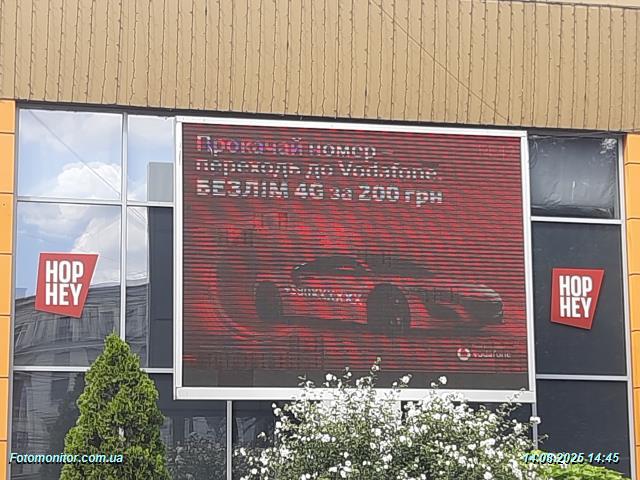 Прокачай номер –
переходь до Vodafone.
БЕЗЛІМ 4G за 200 грн
HOP
HEY
HOP
HEY
vodafone
Fotomonitor.com.ua
14.08.2025 14:45